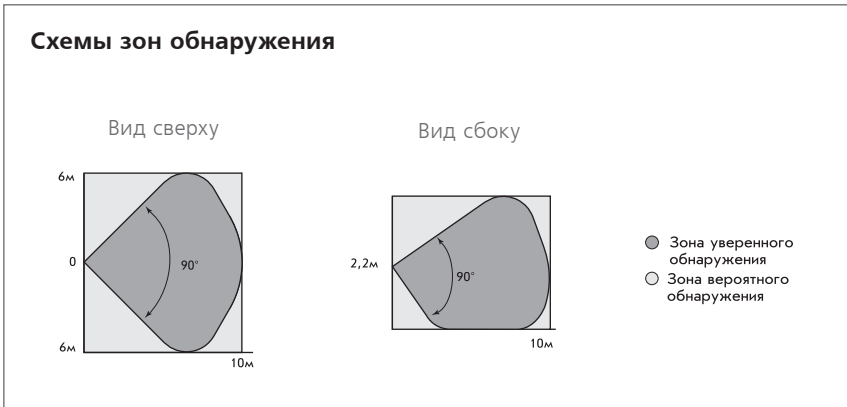 Схемы зон обнаружения
Вид сверху
6м
0
90°
6м
10м
Вид сбоку
2,2м
90°
10м
Зона уверенного
обнаружения
Зона вероятного
обнаружения